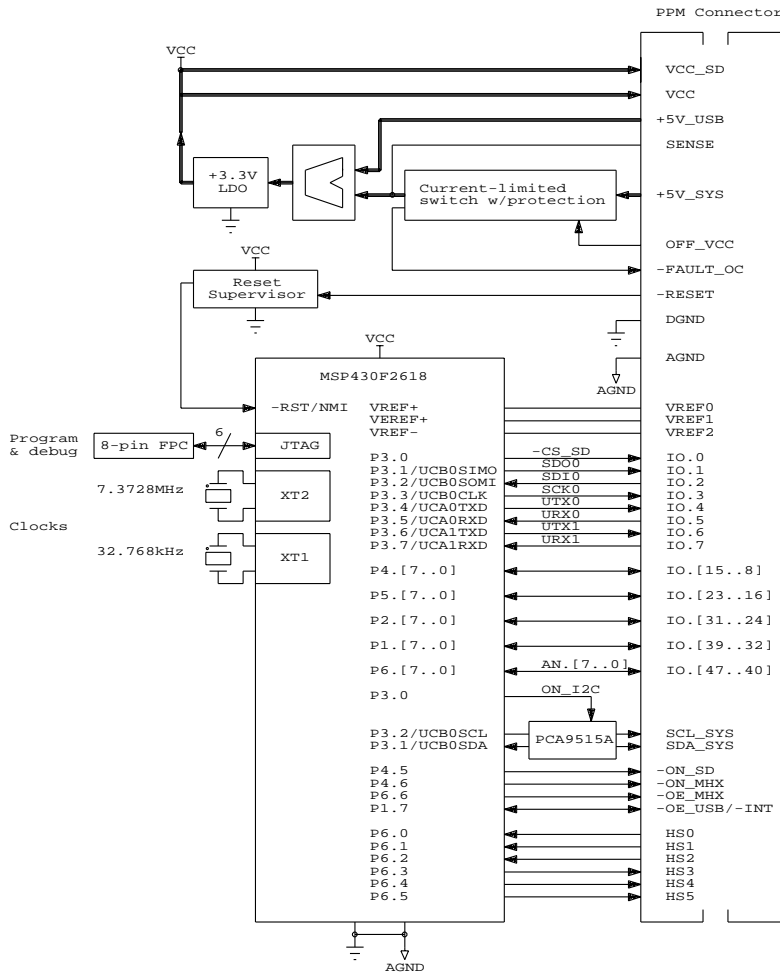 PPM Connector
VCC
VCC_SD
VCC
+5V_USB
SENSE
+3.3V
LDO
Current-limited
switch w/protection
+5V_SYS
OFF_VCC
VCC
-FAULT_OC
Reset
Supervisor
-RESET
DGND
VCC
AGND
MSP430F2618
AGND
-RST/NMI
VREF+
VREF0
VEREF+
VREF1
VREF-
VREF2
Program
& debug
8-pin FPC
6
JTAG
P3.0
-CS_SD
IO.0
P3.1/UCB0SIMO
SDO0
IO.1
P3.2/UCB0SOMI
SDI0
IO.2
7.3728MHz
XT2
P3.3/UCB0CLK
SCK0
IO.3
P3.4/UCA0TXD
UTX0
IO.4
P3.5/UCA0RXD
URX0
IO.5
Clocks
P3.6/UCA1TXD
UTX1
IO.6
P3.7/UCA1RXD
URX1
IO.7
32.768kHz
XT1
P4.[7..0]
IO.[15..8]
P5.[7..0]
IO.[23..16]
P2.[7..0]
IO.[31..24]
P1.[7..0]
IO.[39..32]
P6.[7..0]
AN.[7..0]
IO.[47..40]
P3.0
ON_I2C
P3.2/UCB0SCL
PCA9515A
SCL_SYS
P3.1/UCB0SDA
SDA_SYS
P4.5
-ON_SD
P4.6
-ON_MHX
P6.6
-OE_MHX
P1.7
-OE_USB/-INT
P6.0
HS0
P6.1
HS1
P6.2
HS2
P6.3
HS3
P6.4
HS4
P6.5
HS5
AGND